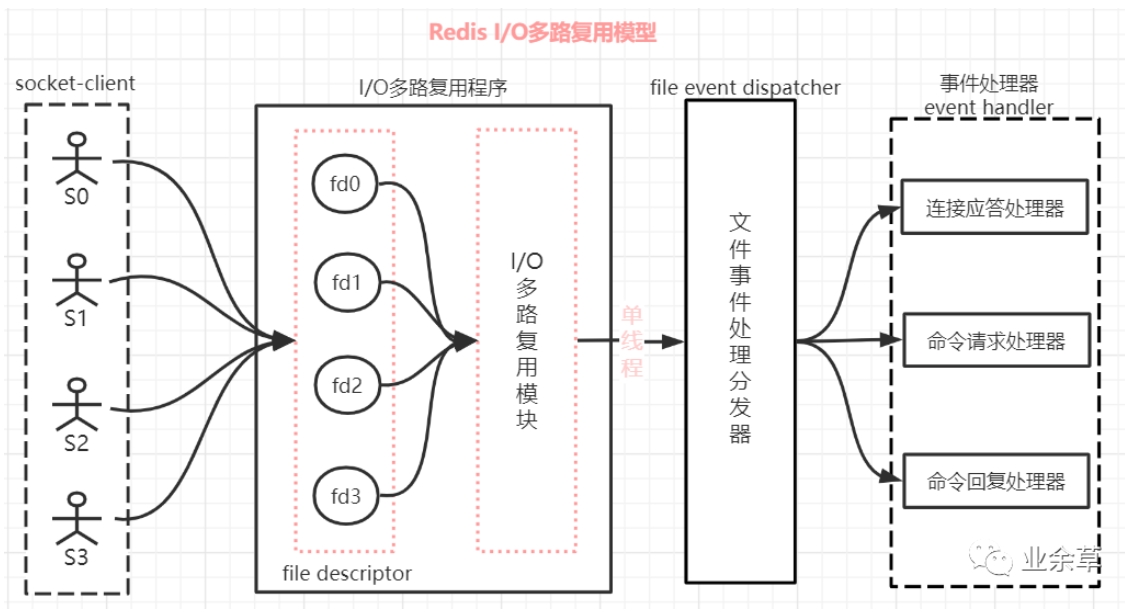 Redis I/O多路复用模型
socket-client
S0
S1
S2
S3
I/O多路复用程序
fd0
fd1
fd2
fd3
file descriptor
I/O多路复用模块
单线程
file event dispatcher
文件事件处理分发器
事件处理器
event handler
连接应答处理器
命令请求处理器
命令回复处理器
业余草